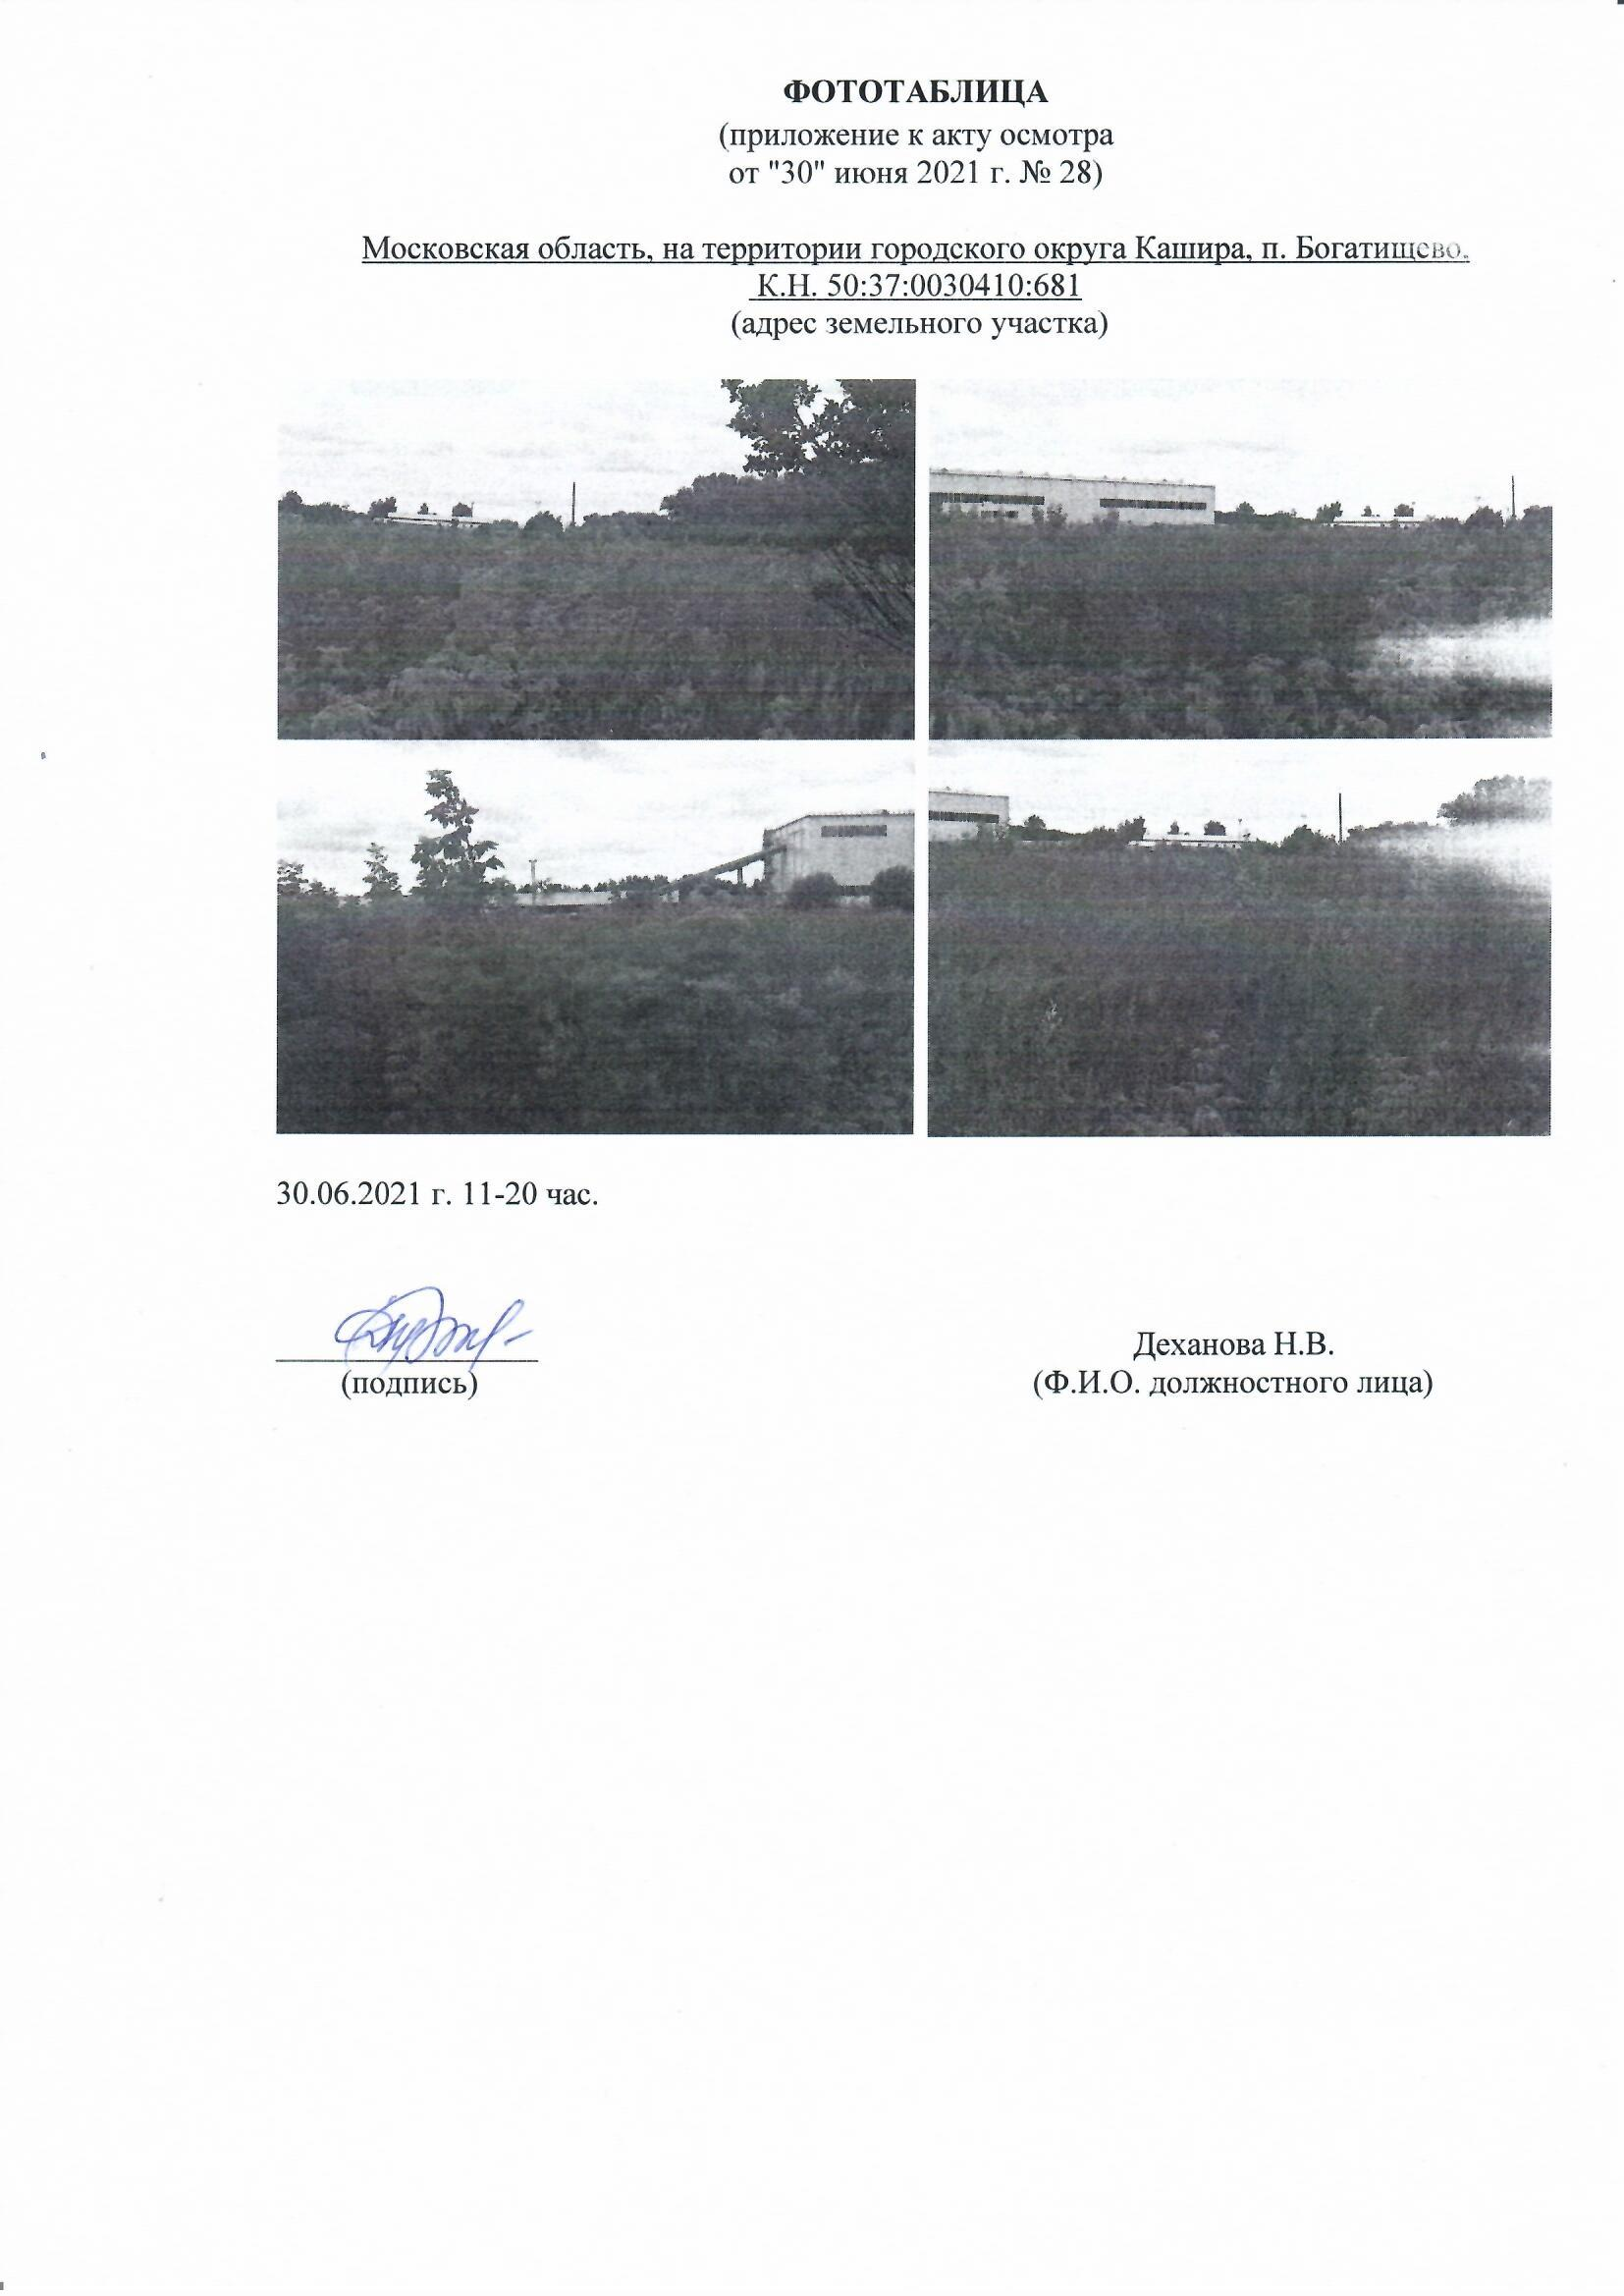 ФОТОТАБЛИЦА
(приложение к акту осмотра
от "30" июня 2021 г. № 28)
Московская область, на территории городского округа Кашира, п. Богатищево.
К.Н. 50:37:0030410:681
(адрес земельного участка)
30.06.2021 г. 11-20 час.
Деханова Н.В.
(подпись) (Ф.И.О. должностного лица)